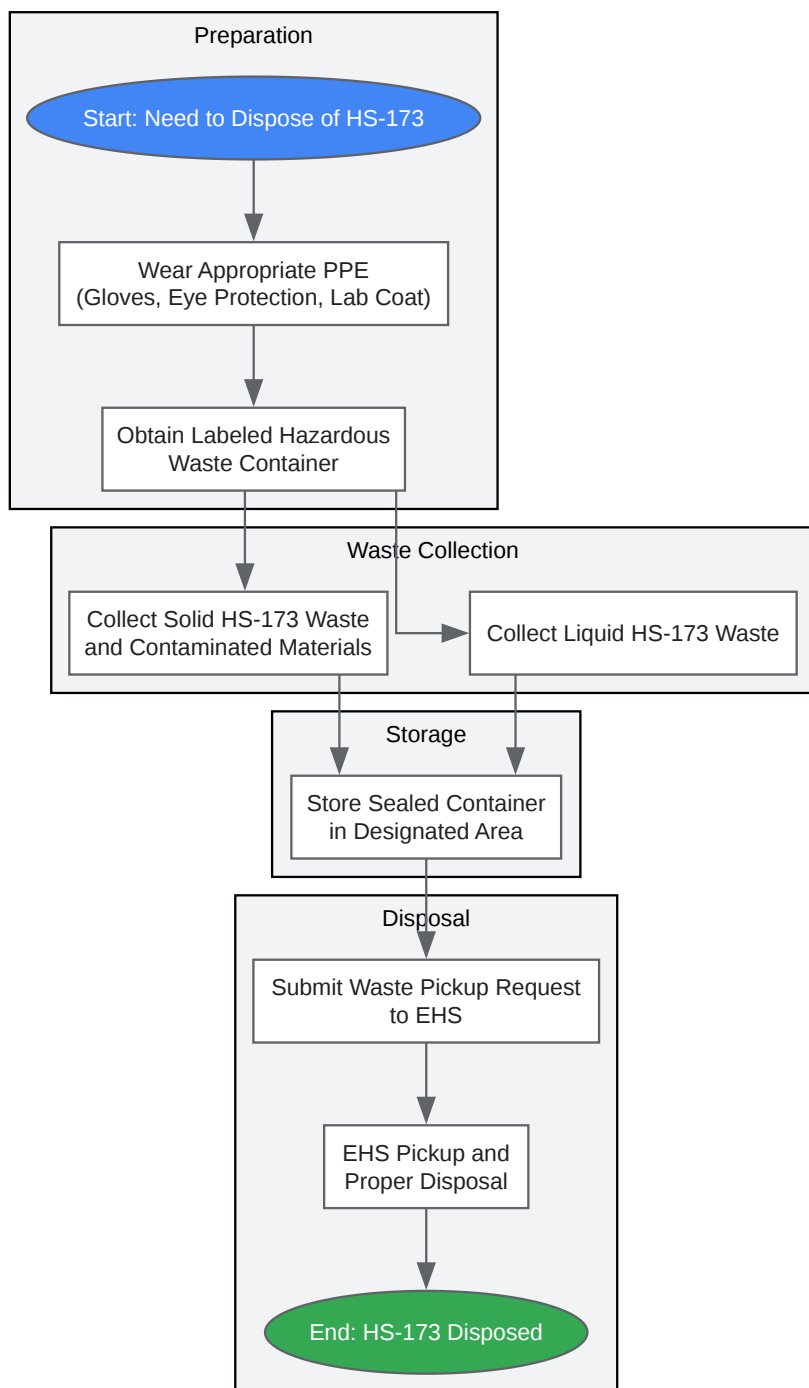 Preparation
Start: Need to Dispose of HS-173
Wear Appropriate PPE
(Gloves, Eye Protection, Lab Coat)
Obtain Labeled Hazardous
Waste Container
Waste Collection
Collect Solid HS-173 Waste
and Contaminated Materials
Collect Liquid HS-173 Waste
Storage
Store Sealed Container
in Designated Area
Disposal
Submit Waste Pickup Request
to EHS
EHS Pickup and
Proper Disposal
End: HS-173 Disposed